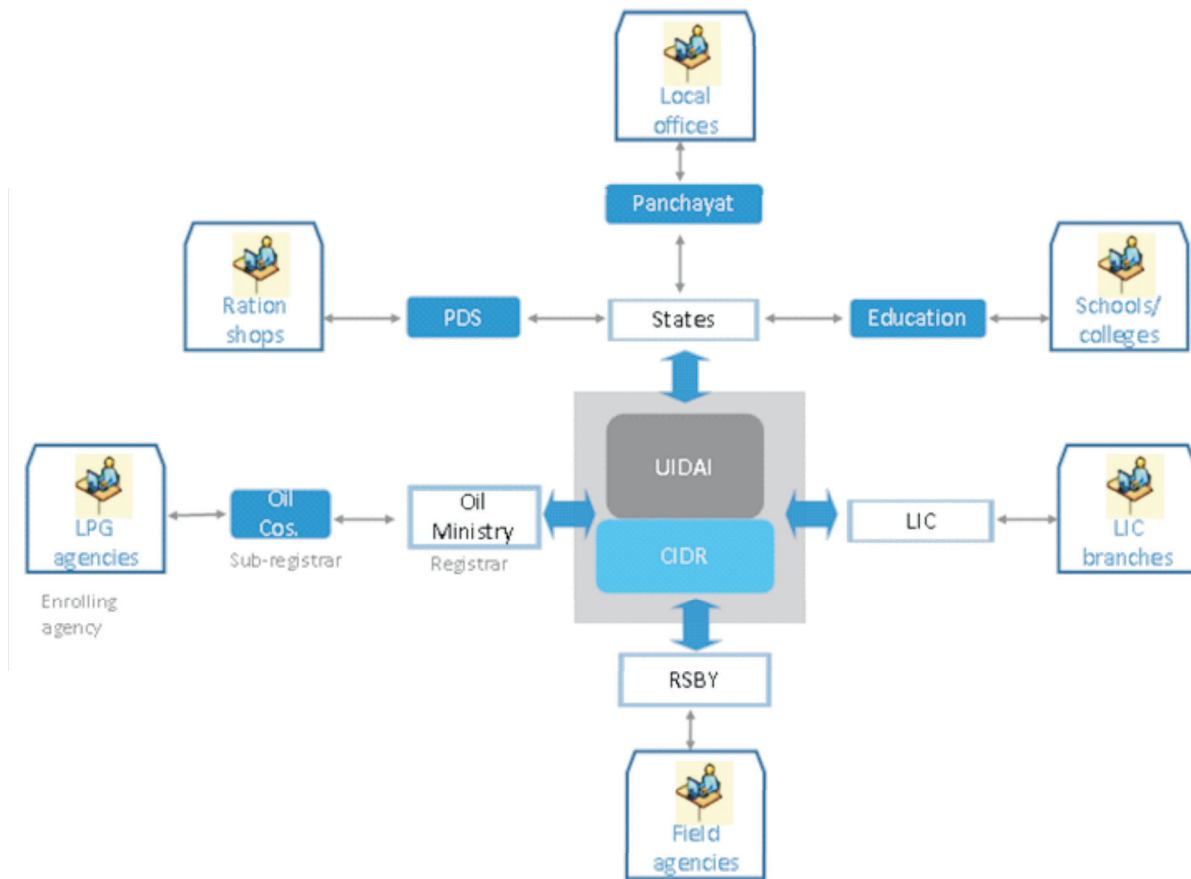 Local
offices
Panchayat
Ration
shops
PDS
States
Education
Schools/
colleges
UIDAI
LPG
agencies
Oil
Cos.
Sub-registrar
Oil
Ministry
Registrar
LIC
LIC
branches
CIDR
Enrolling
agency
RSBY
Field
agencies